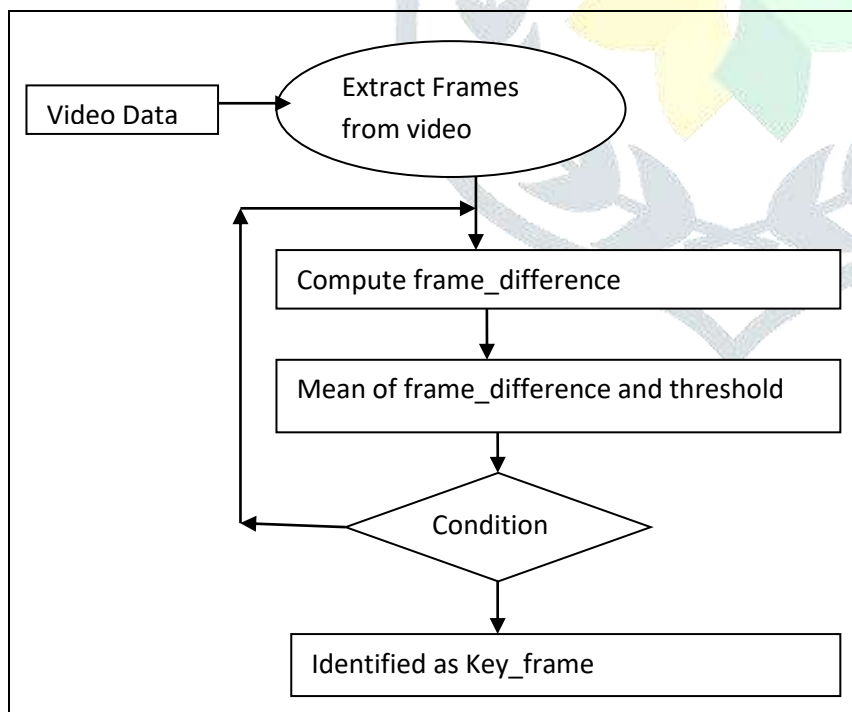 Video Data
Extract Frames
from video
Compute frame_difference
Mean of frame_difference and threshold
Condition
Identified as Key_frame